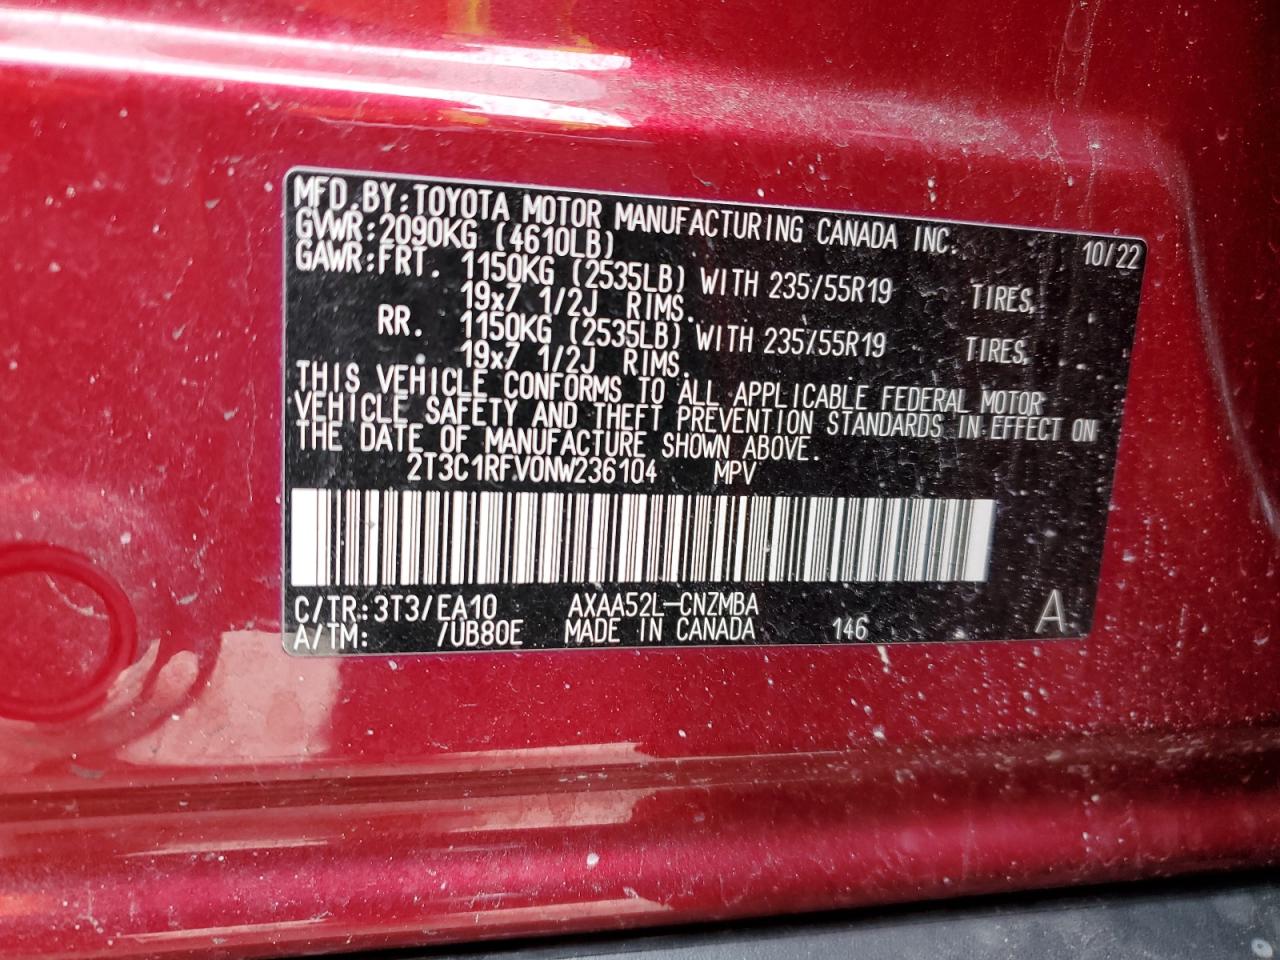 MFD.BY:TOYOTA MOTOR MANUFACTURING CANADA INC. 10/22
GVWR:2090KG (4610LB)
GAWR:FRT. 1150KG (2535LB) WITH 235/55R19 TIRES,
19x7 1/2J RIMS.
RR. 1150KG (2535LB) WITH 235/55R19 TIRES,
19x7 1/2J RIMS.
THIS VEHICLE CONFORMS TO ALL APPLICABLE FEDERAL MOTOR
VEHICLE SAFETY AND THEFT PREVENTION STANDARDS IN EFFECT ON
THE DATE OF MANUFACTURE SHOWN ABOVE.
2T3C1RFV0NW236104 MPV
C/TR:3T3/EA10 AXAA52L-CNZMBA
A/TM: /UB80E MADE IN CANADA 146 A